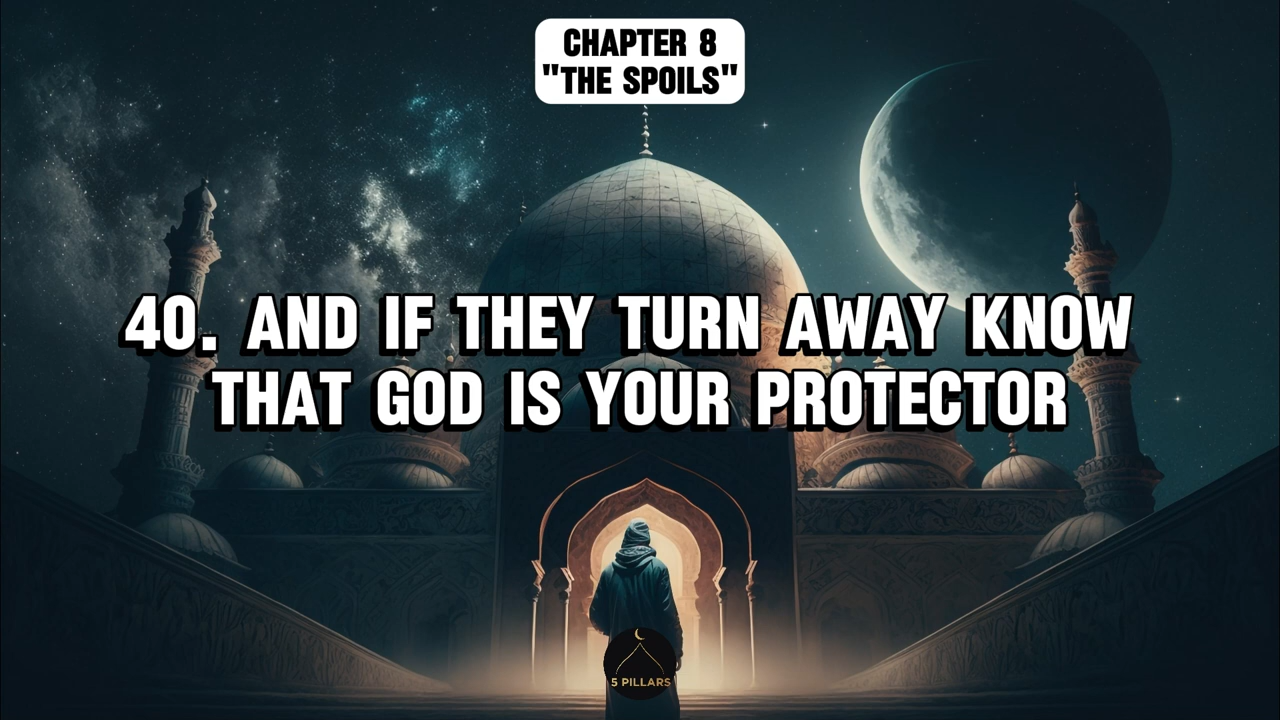 CHAPTER 8
"THE SPOILS"
40. AND IF THEY TURN AWAY KNOW
THAT GOD IS YOUR PROTECTOR
5 PILLARS